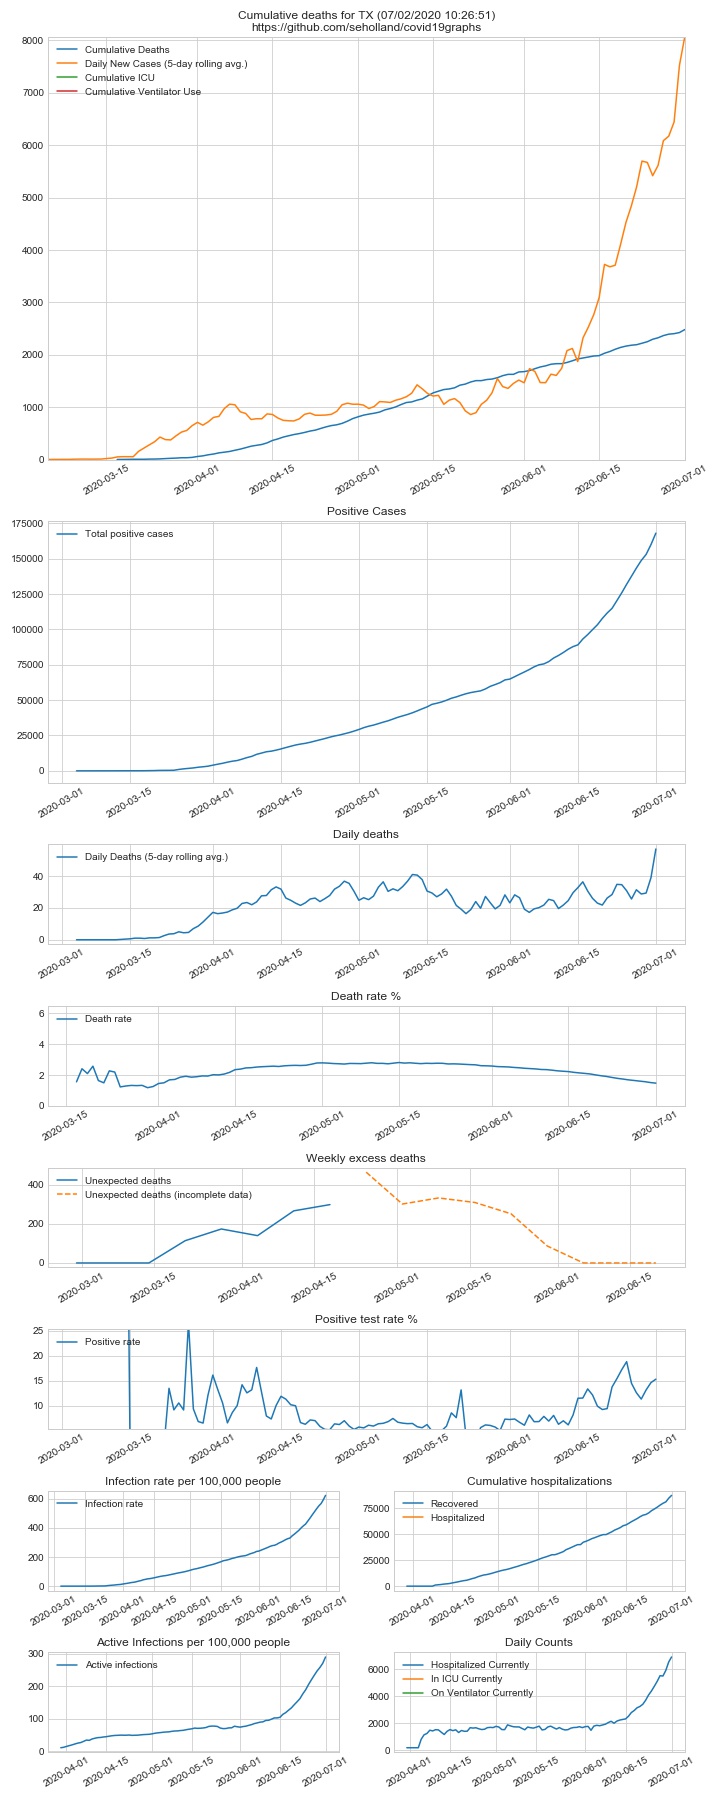 Cumulative deaths for TX (07/02/2020 10:26:51)
https://github.com/seholland/covid19graphs
Cumulative Deaths
Daily New Cases (5-day rolling avg.)
Cumulative ICU
Cumulative Ventilator Use
8000
7000
6000
5000
4000
3000
2000
1000
0
2020-03-15 2020-04-01 2020-04-15 2020-05-01 2020-05-15 2020-06-01 2020-06-15 2020-07-01
Positive Cases
Total positive cases
175000
150000
125000
100000
75000
50000
25000
0
2020-03-01 2020-03-15 2020-04-01 2020-04-15 2020-05-01 2020-05-15 2020-06-01 2020-06-15 2020-07-01
Daily deaths
Daily Deaths (5-day rolling avg.)
40
20
0
2020-03-01 2020-03-15 2020-04-01 2020-04-15 2020-05-01 2020-05-15 2020-06-01 2020-06-15 2020-07-01
Death rate %
Death rate
6
4
2
0
2020-03-15 2020-04-01 2020-04-15 2020-05-01 2020-05-15 2020-06-01 2020-06-15 2020-07-01
Weekly excess deaths
Unexpected deaths
Unexpected deaths (incomplete data)
400
200
0
2020-03-01 2020-03-15 2020-04-01 2020-04-15 2020-05-01 2020-05-15 2020-06-01 2020-06-15
Positive test rate %
Positive rate
25
20
15
10
2020-03-01 2020-03-15 2020-04-01 2020-04-15 2020-05-01 2020-05-15 2020-06-01 2020-06-15 2020-07-01
Infection rate per 100,000 people
Infection rate
600
400
200
0
2020-03-01 2020-03-15 2020-04-01 2020-04-15 2020-05-01 2020-05-15 2020-06-01 2020-06-15 2020-07-01
Cumulative hospitalizations
Recovered
Hospitalized
75000
50000
25000
0
2020-04-01 2020-04-15 2020-05-01 2020-05-15 2020-06-01 2020-06-15 2020-07-01
Active Infections per 100,000 people
Active infections
300
200
100
0
2020-04-01 2020-04-15 2020-05-01 2020-05-15 2020-06-01 2020-06-15 2020-07-01
Daily Counts
Hospitalized Currently
In ICU Currently
On Ventilator Currently
6000
4000
2000
0
2020-04-01 2020-04-15 2020-05-01 2020-05-15 2020-06-01 2020-06-15 2020-07-01